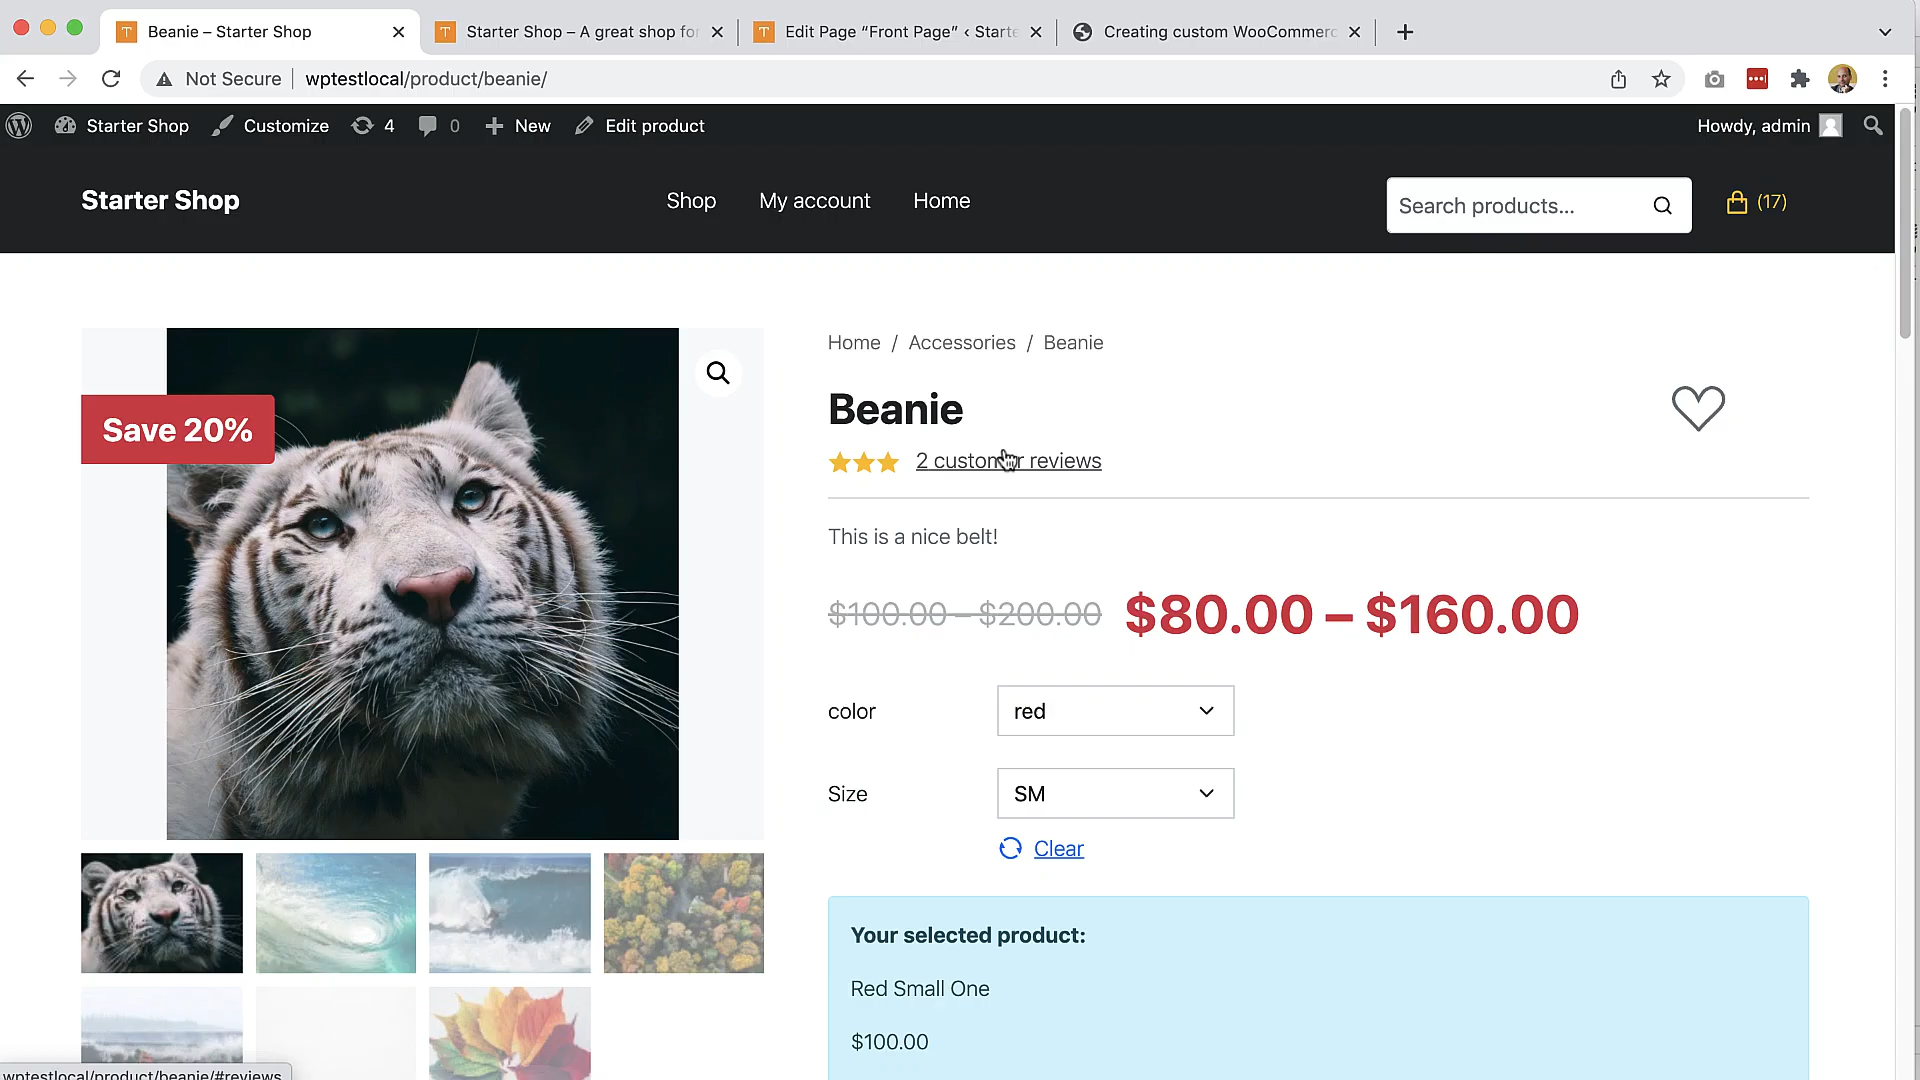 Beanie – Starter Shop
Starter Shop – A great shop for
Edit Page “Front Page” ‹ Starte
Creating custom WooCommerc
Not Secure
wptestlocal/product/beanie/
Starter Shop
Customize
4
0
New
Edit product
Howdy, admin
Starter Shop
Shop
My account
Home
Search products...
(17)
Home / Accessories / Beanie
Save 20%
Beanie
2 customer reviews
This is a nice belt!
$100.00 – $200.00 $80.00 – $160.00
color
red
Size
SM
Clear
Your selected product:
Red Small One
$100.00
wptestlocal/product/beanie/#reviews